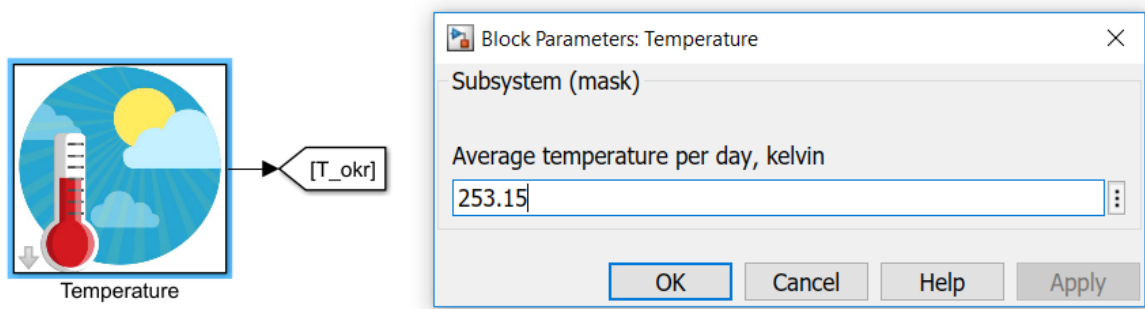 [T_okr]
Temperature
Block Parameters: Temperature
Subsystem (mask)
Average temperature per day, kelvin
253.15
OK
Cancel
Help
Apply